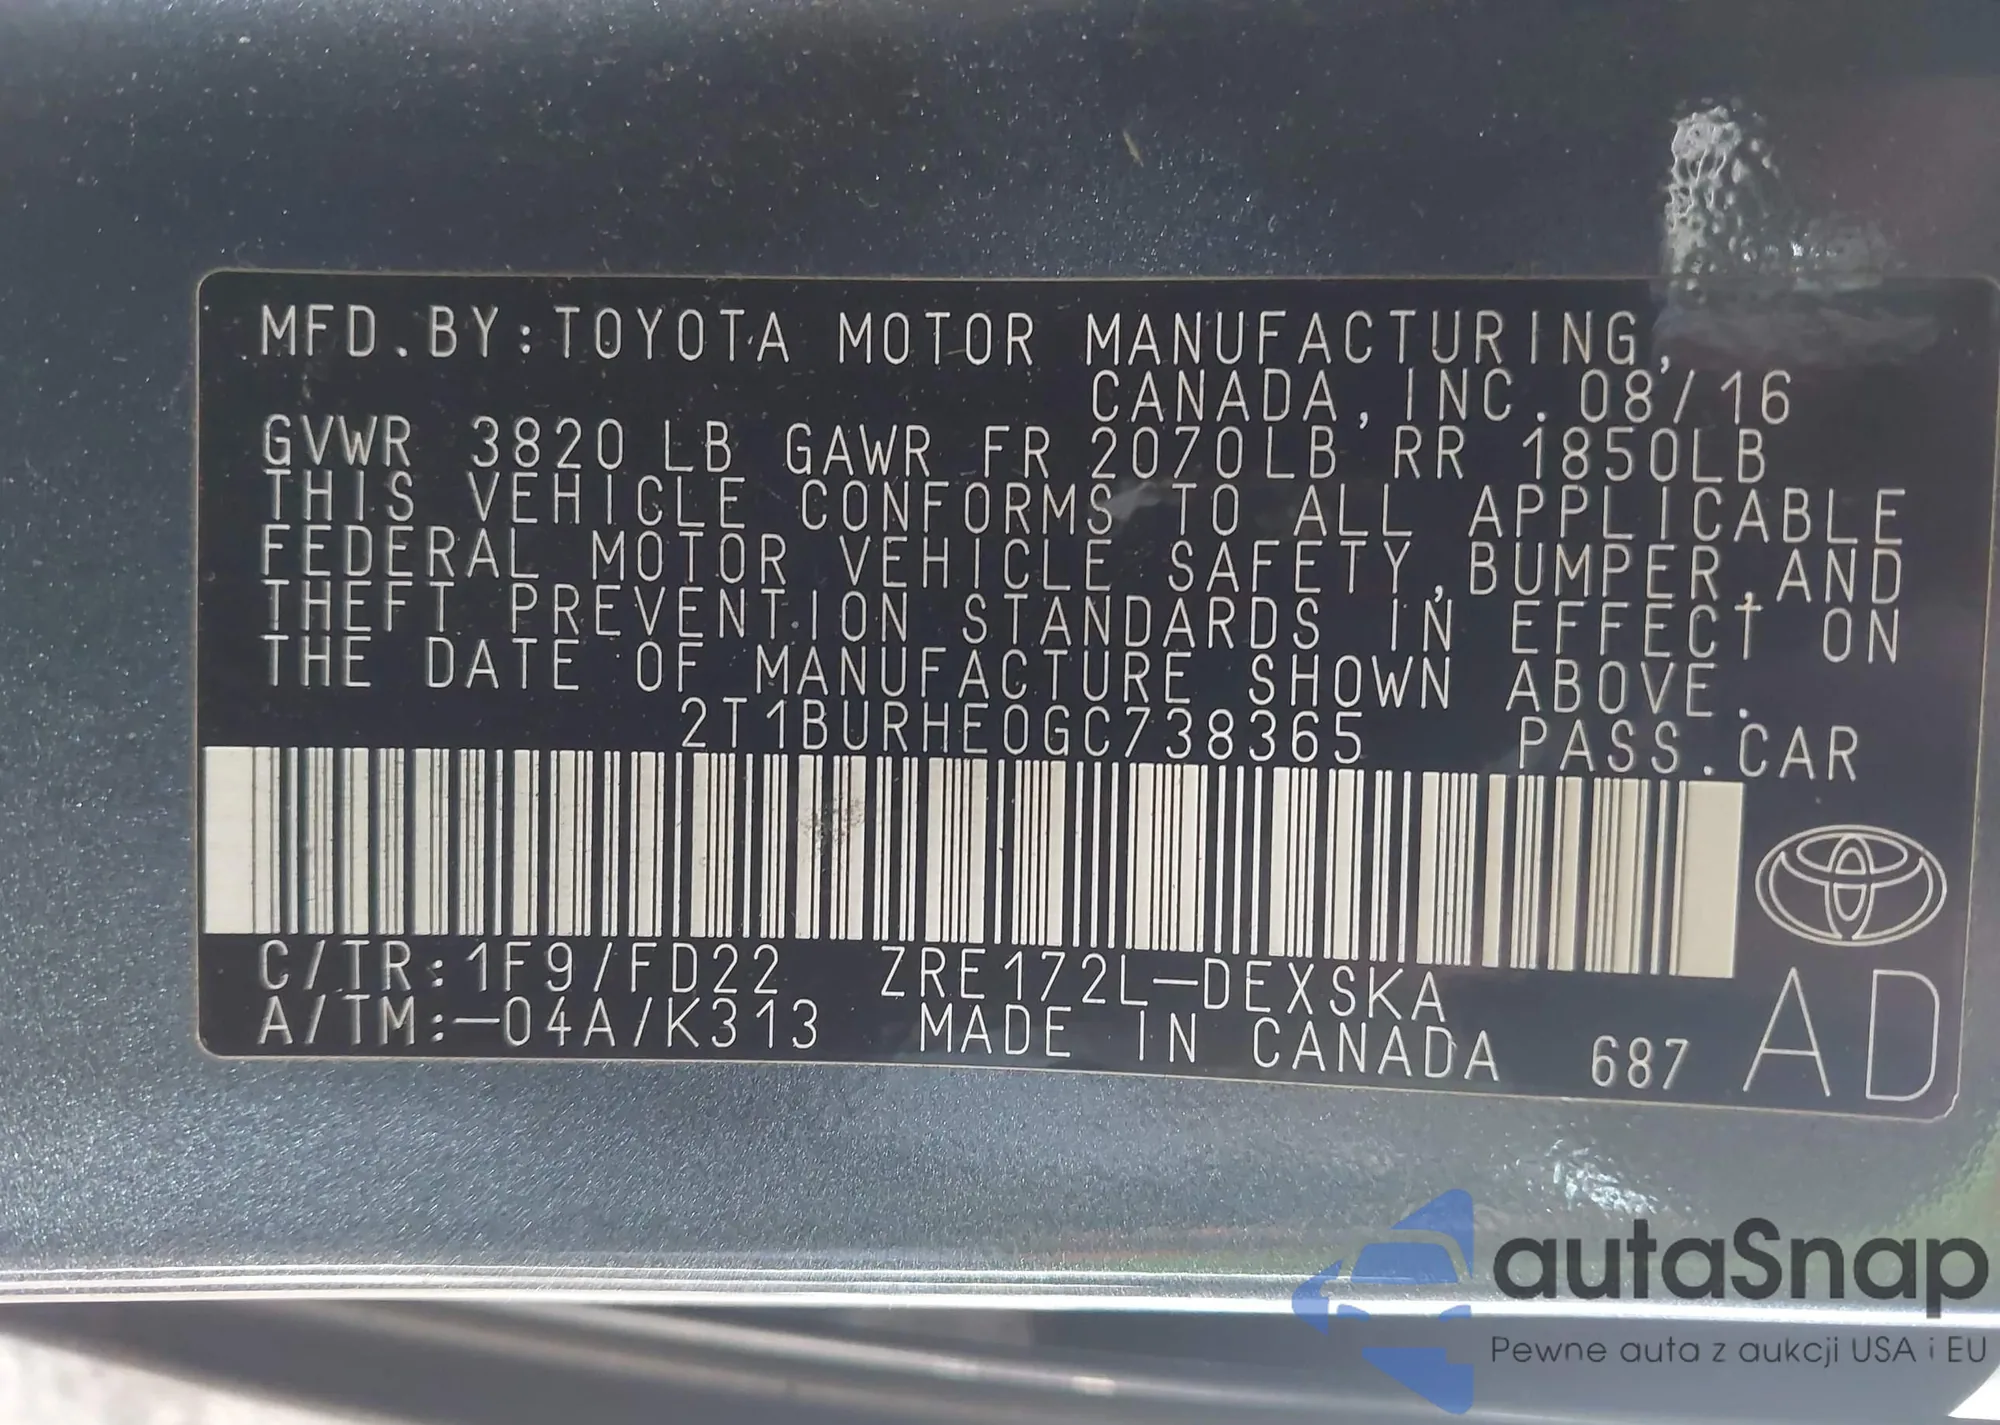 MFD.BY:TOYOTA MOTOR MANUFACTURING,
CANADA,INC.08/16
GVWR 3820 LB GAWR FR 2070LB RR 1850LB
THIS VEHICLE CONFORMS TO ALL APPLICABLE
FEDERAL MOTOR VEHICLE SAFETY,BUMPER,AND
THEFT PREVENTION STANDARDS IN EFFECT ON
THE DATE OF MANUFACTURE SHOWN ABOVE.
2T1BURHE0GC738365 PASS.CAR
C/TR:1F9/FD22 ZRE172L-DEXSKA
A/TM:-04A/K313 MADE IN CANADA 687 AD
autaSnap
Pewne auta z aukcji USA i EU